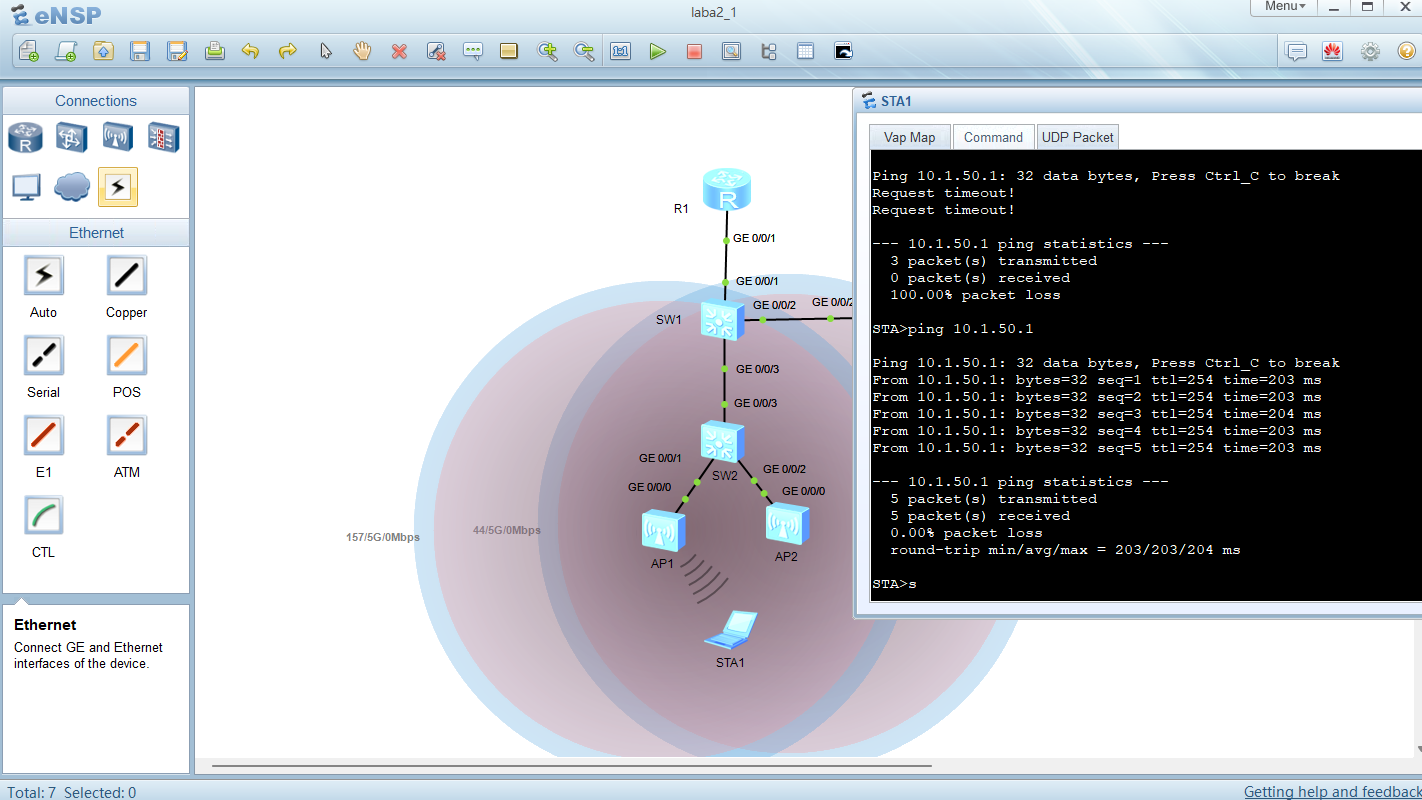 eNSP
laba2_1
Menu
1:1
Connections
R
Ethernet
Auto
Copper
Serial
POS
E1
ATM
CTL
Ethernet
Connect GE and Ethernet
interfaces of the device.
R
R1
GE 0/0/1
GE 0/0/1
SW1
GE 0/0/2
GE 0/0/2
GE 0/0/3
GE 0/0/3
SW2
GE 0/0/1
GE 0/0/2
GE 0/0/0
GE 0/0/0
157/5G/0Mbps
44/5G/0Mbps
AP1
AP2
STA1
STA1
Vap Map
Command
UDP Packet
Ping 10.1.50.1: 32 data bytes, Press Ctrl_C to break
Request timeout!
Request timeout!
--- 10.1.50.1 ping statistics ---
3 packet(s) transmitted
0 packet(s) received
100.00% packet loss
STA>ping 10.1.50.1
Ping 10.1.50.1: 32 data bytes, Press Ctrl_C to break
From 10.1.50.1: bytes=32 seq=1 ttl=254 time=203 ms
From 10.1.50.1: bytes=32 seq=2 ttl=254 time=203 ms
From 10.1.50.1: bytes=32 seq=3 ttl=254 time=204 ms
From 10.1.50.1: bytes=32 seq=4 ttl=254 time=203 ms
From 10.1.50.1: bytes=32 seq=5 ttl=254 time=203 ms
--- 10.1.50.1 ping statistics ---
5 packet(s) transmitted
5 packet(s) received
0.00% packet loss
round-trip min/avg/max = 203/203/204 ms
STA>s
Total: 7 Selected: 0
Getting help and feedback